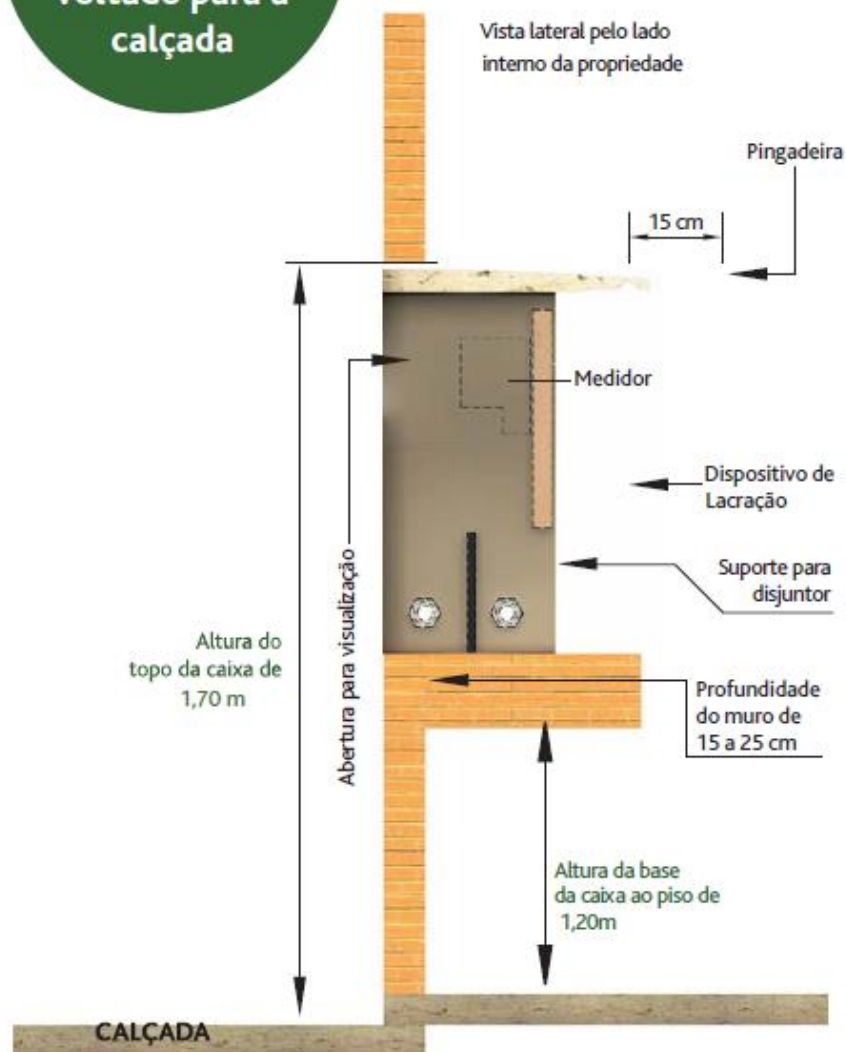 voltado para a
calçada
Vista lateral pelo lado
interno da propriedade
Pingadeira
15 cm
Medidor
Dispositivo de
Lacração
Abertura para visualização
Suporte para
disjuntor
Altura do
topo da caixa de
1,70 m
Profundidade
do muro de
15 a 25 cm
Altura da base
da caixa ao piso de
1,20m
CALÇADA